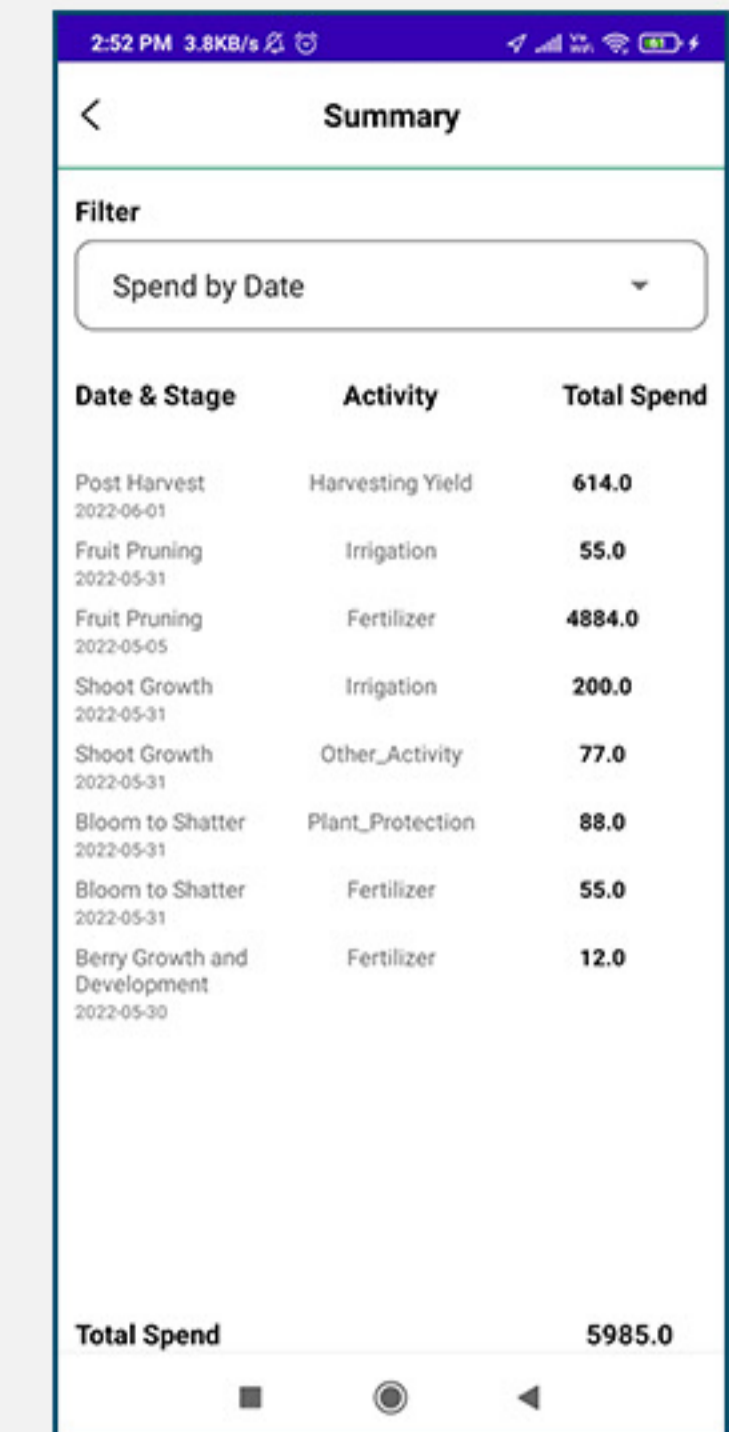 2:52 PM 3.8KB/s
Summary
Filter
Spend by Date
Date & Stage Activity Total Spend
Post Harvest Harvesting Yield 614.0
2022-06-01
Fruit Pruning Irrigation 55.0
2022-05-31
Fruit Pruning Fertilizer 4884.0
2022-05-05
Shoot Growth Irrigation 200.0
2022-05-31
Shoot Growth Other_Activity 77.0
2022-05-31
Bloom to Shatter Plant_Protection 88.0
2022-05-31
Bloom to Shatter Fertilizer 55.0
2022-05-31
Berry Growth and Fertilizer 12.0
Development
2022-05-30
Total Spend 5985.0